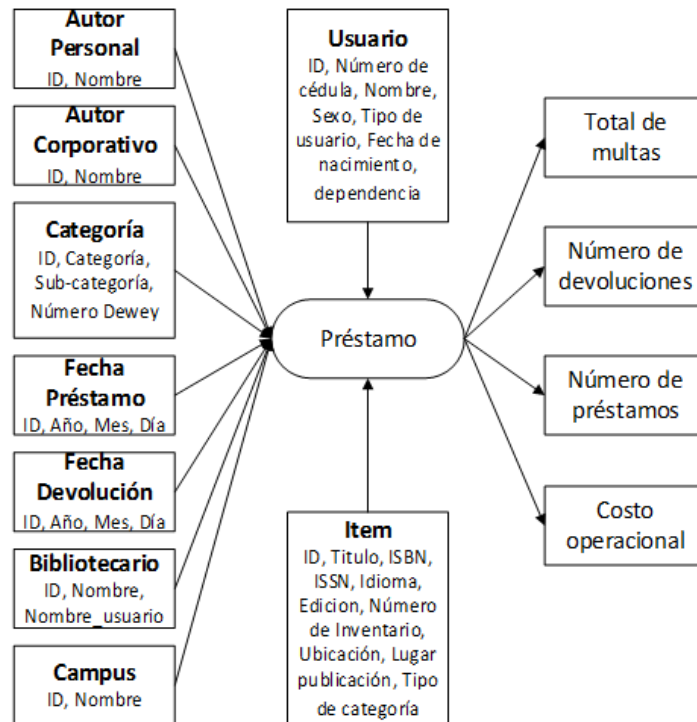 Autor
Personal
ID, Nombre
Autor
Corporativo
ID, Nombre
Categoría
ID, Categoría,
Sub-categoría,
Número Dewey
Fecha
Préstamo
ID, Año, Mes, Día
Fecha
Devolución
ID, Año, Mes, Día
Bibliotecario
ID, Nombre,
Nombre_usuario
Campus
ID, Nombre
Usuario
ID, Número de
cédula, Nombre,
Sexo, Tipo de
usuario, Fecha de
nacimiento,
dependencia
Préstamo
Item
ID, Titulo, ISBN,
ISSN, Idioma,
Edicion, Número
de Inventario,
Ubicación, Lugar
publicación, Tipo
de categoría
Total de
multas
Número de
devoluciones
Número de
préstamos
Costo
operacional